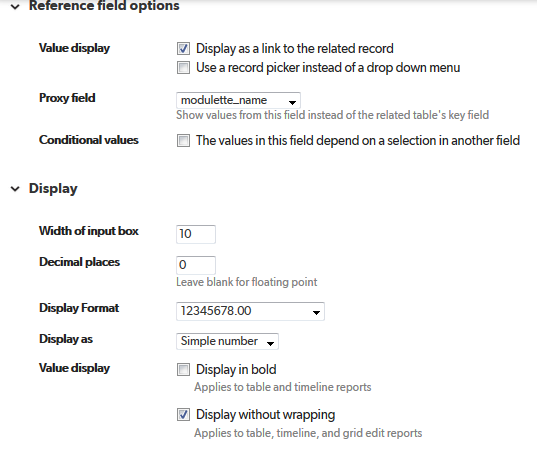 Reference field options
Value display
Display as a link to the related record
Use a record picker instead of a drop down menu
Proxy field
modulette_name
Show values from this field instead of the related table's key field
Conditional values
The values in this field depend on a selection in another field
Display
Width of input box
10
Decimal places
0
Leave blank for floating point
Display Format
12345678.00
Display as
Simple number
Value display
Display in bold
Applies to table and timeline reports
Display without wrapping
Applies to table, timeline, and grid edit reports